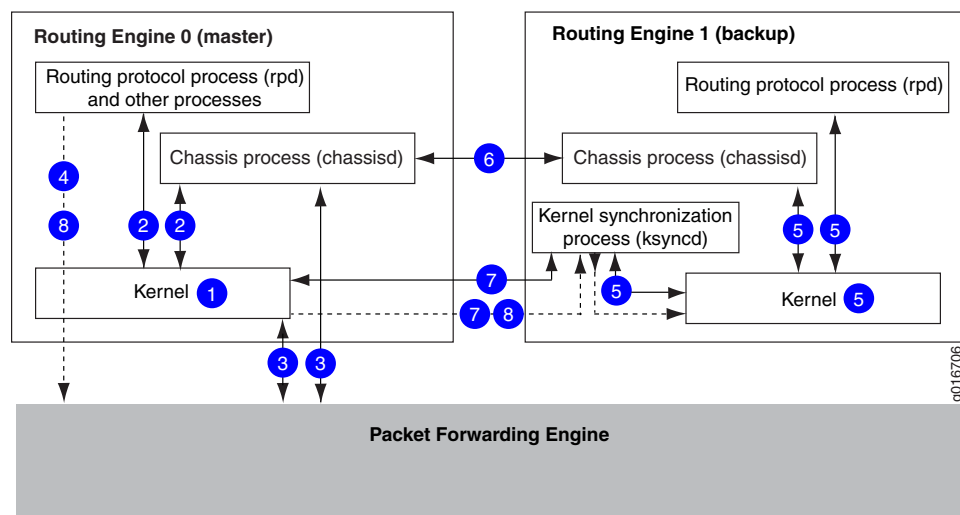 Routing Engine 0 (master)
Routing protocol process (rpd)
and other processes
Chassis process (chassisd)
4
8
2
2
Kernel
1
3
3
6
7
7
8
Routing Engine 1 (backup)
Routing protocol process (rpd)
Chassis process (chassisd)
Kernel synchronization
process (ksyncd)
5
5
5
Kernel
5
g016706
Packet Forwarding Engine